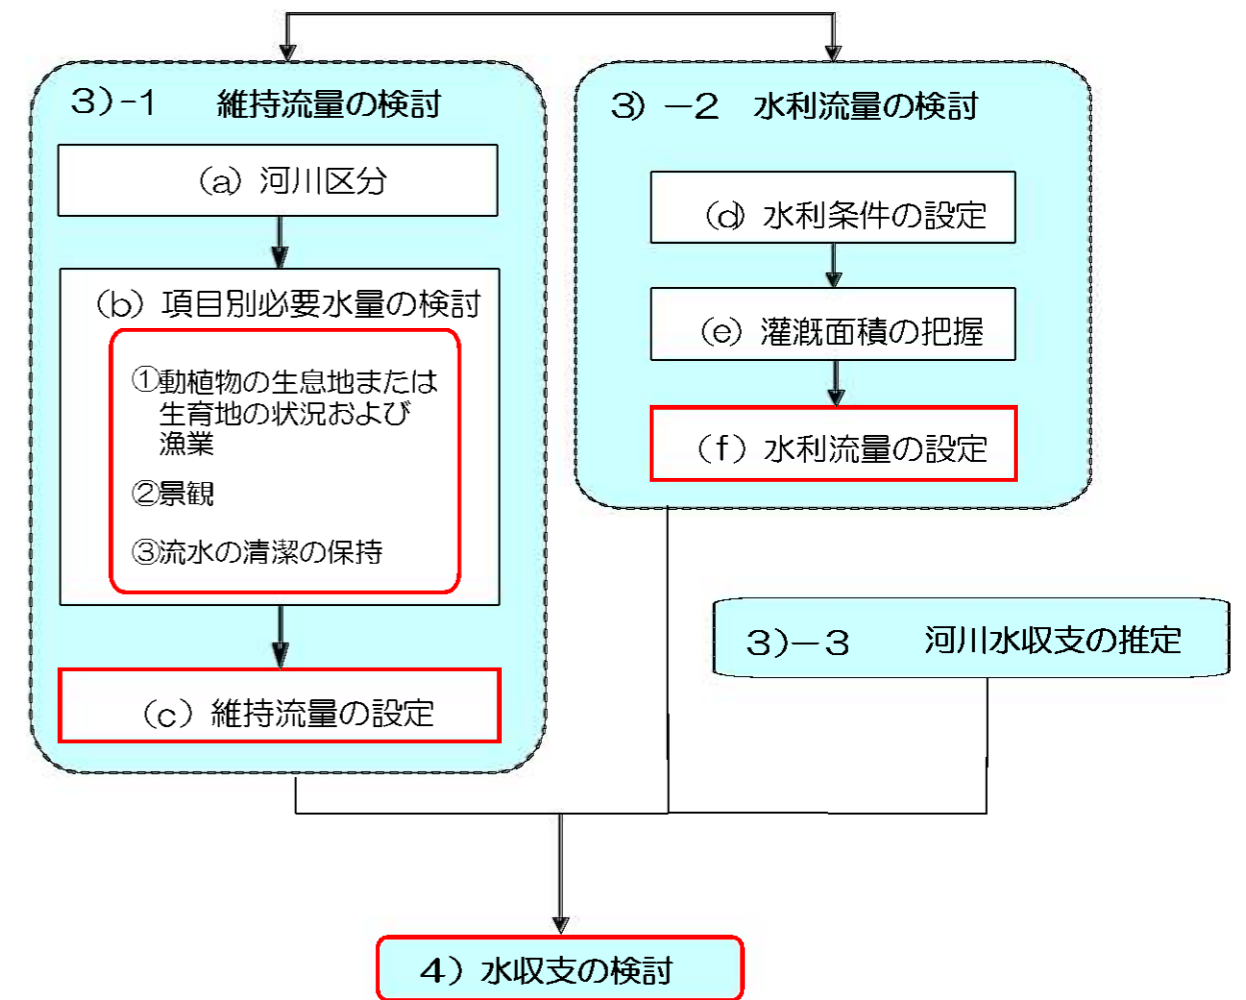 3)-1 維持流量の検討
(a) 河川区分
(b) 項目別必要水量の検討
①動植物の生息地または
生育地の状況および
漁業
②景観
③流水の清潔の保持
(c) 維持流量の設定
3) −2 水利流量の検討
(d) 水利条件の設定
(e) 灌漑面積の把握
(f) 水利流量の設定
3)−3 河川水収支の推定
4) 水収支の検討